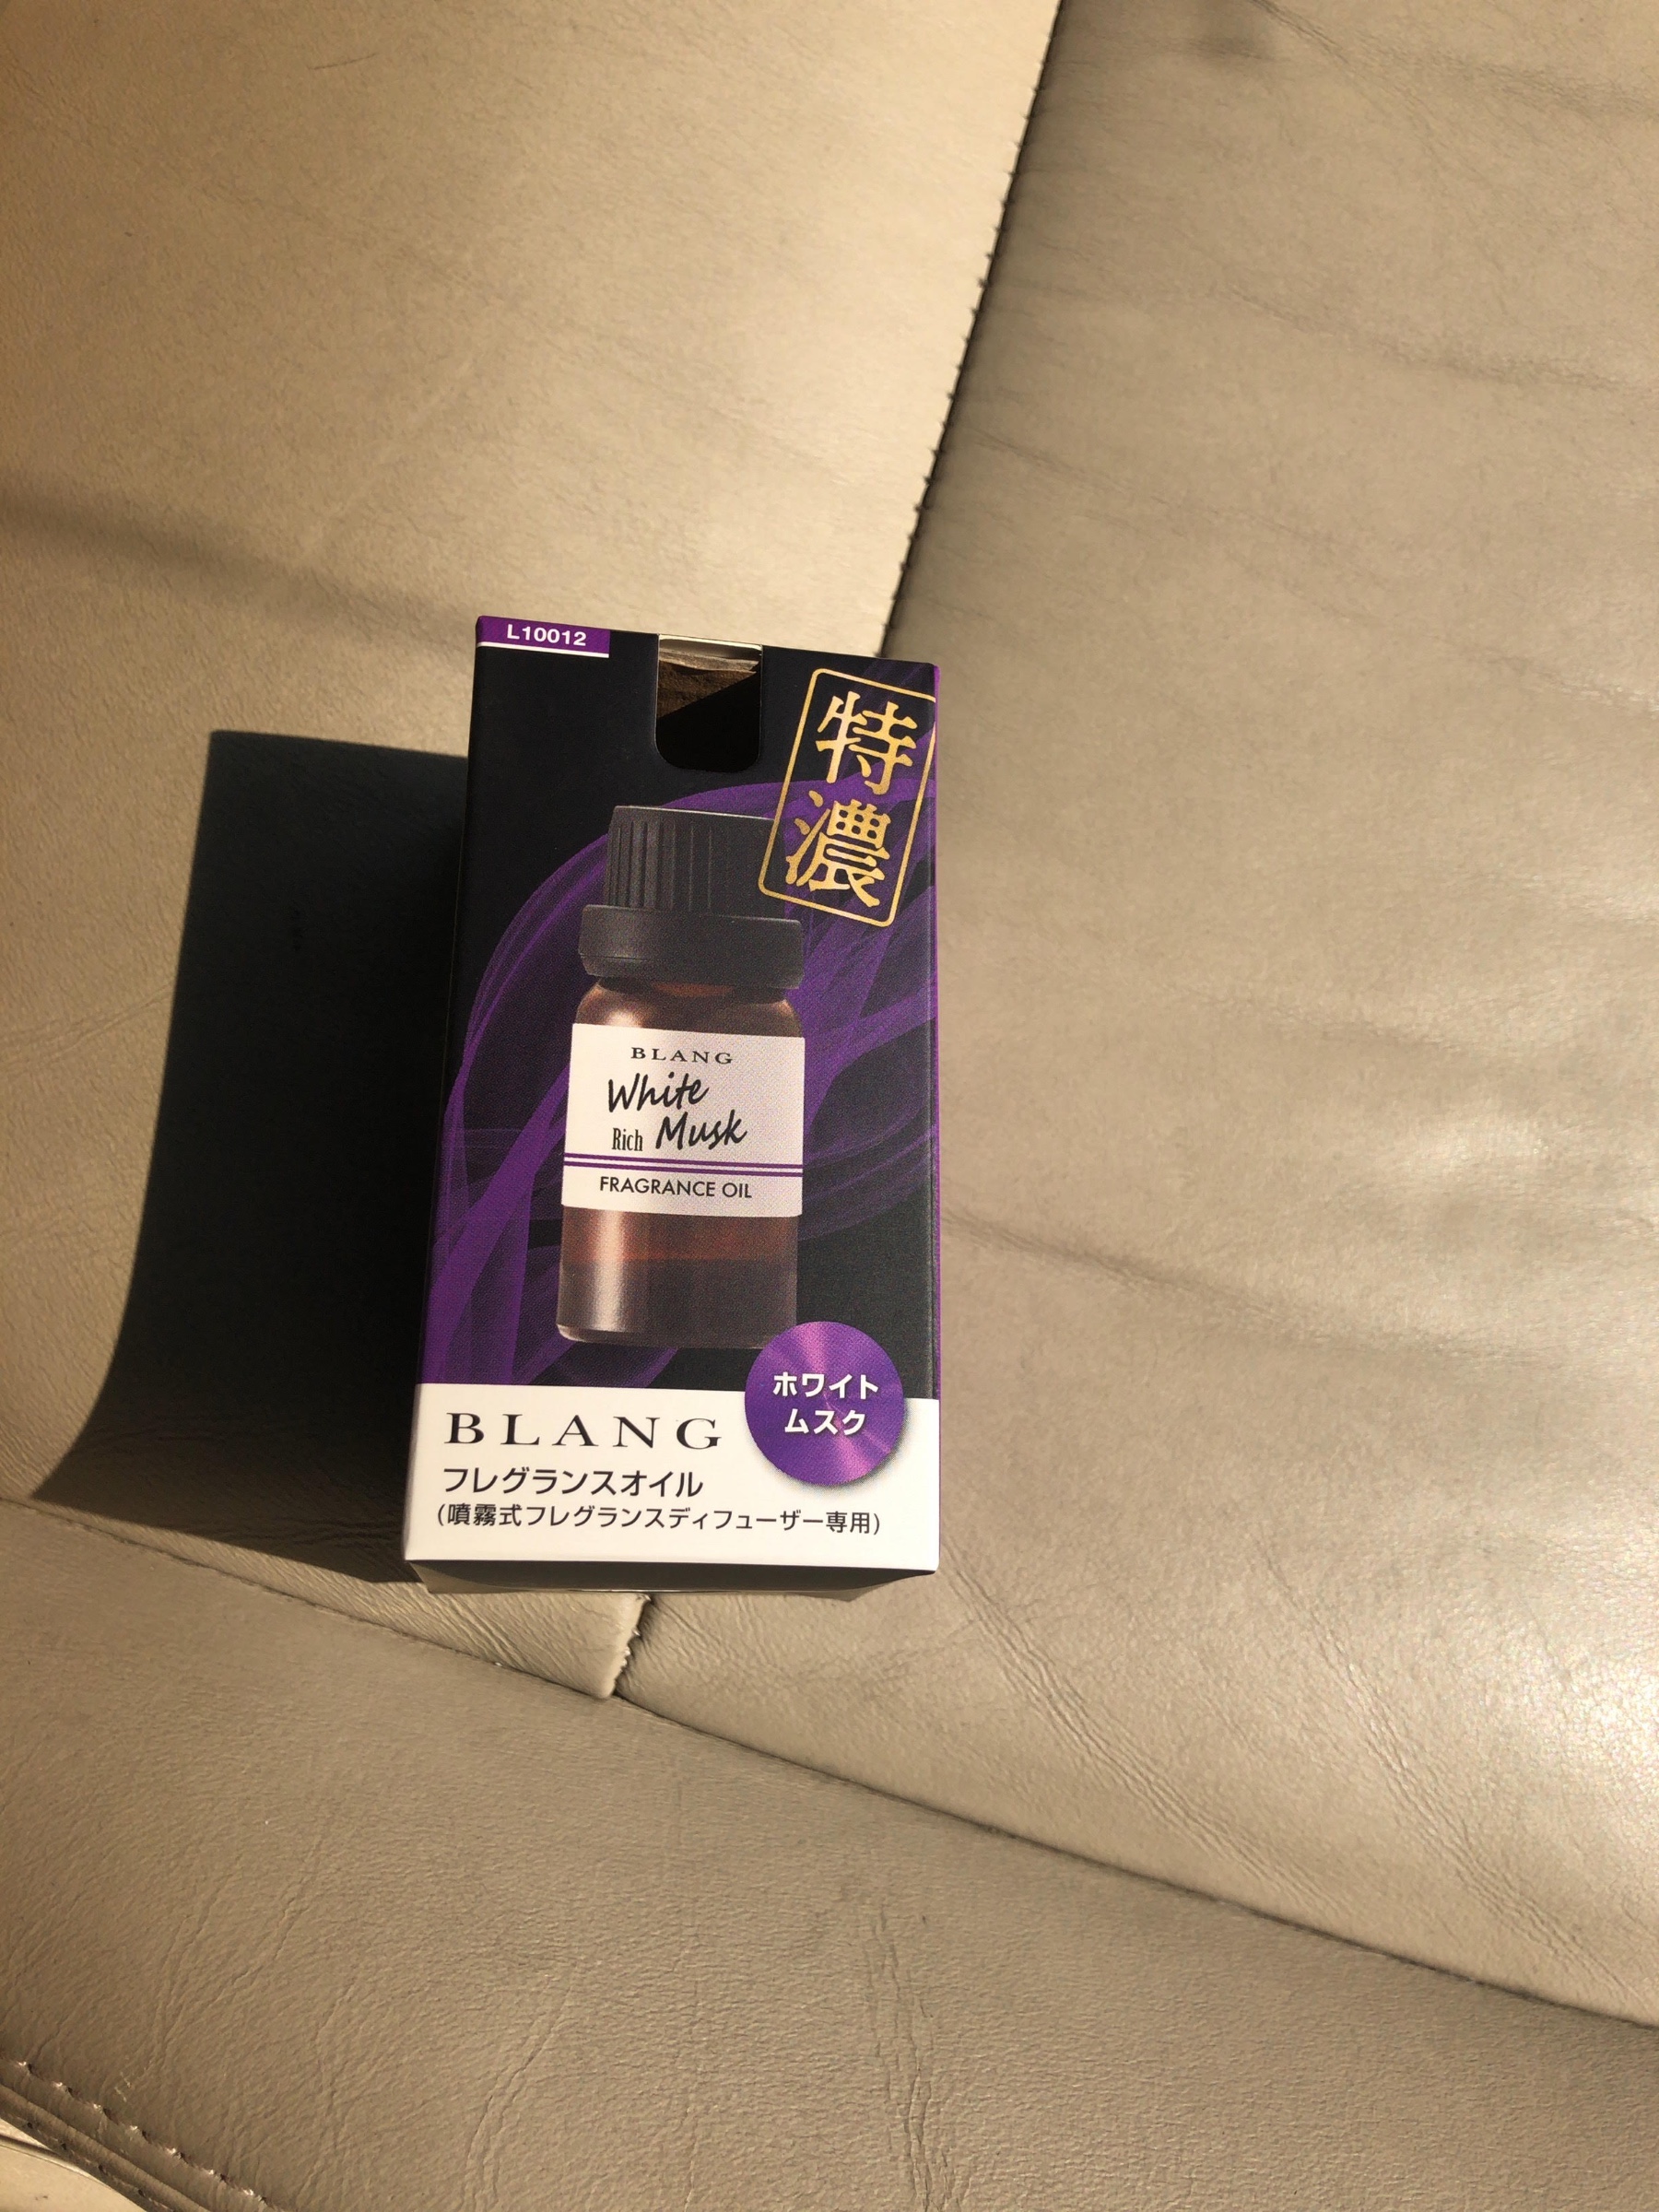 L10012
特濃
BLANG
White
Rich Musk
FRAGRANCE OIL
ホワイト
ムスク
BLANG
フレグランスオイル
(噴霧式フレグランスディフューザー専用)